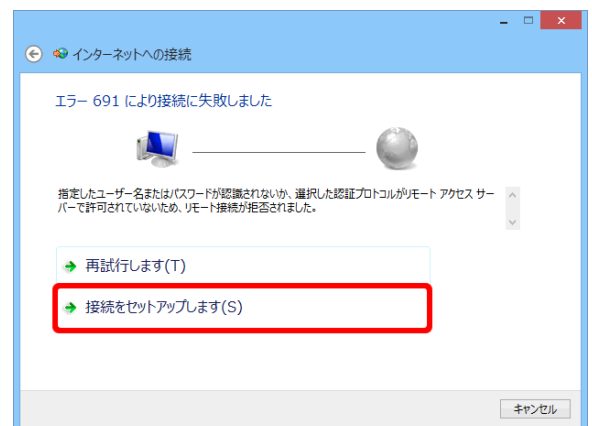 インターネットへの接続
エラー 691 により接続に失敗しました
指定したユーザー名またはパスワードが認識されないか、選択した認証プロトコルがリモート アクセス サー
バーで許可されていないため、リモート接続が拒否されました。
再試行します(T)
接続をセットアップします(S)
キャンセル